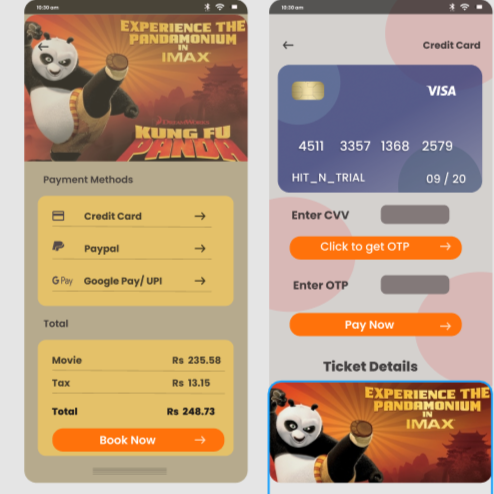 10:30 am
EXPERIENCE THE
PANDAMONIUM
IN
IMAX
DREAMWORKS
KUNG FU
PANDA
Payment Methods
Credit Card
Paypal
G Pay Google Pay/ UPI
Total
Movie Rs 235.58
Tax Rs 13.15
Total Rs 248.73
Book Now
10:30 am
Credit Card
VISA
4511 3357 1368 2579
HIT_N_TRIAL 09 / 20
Enter CVV
Click to get OTP
Enter OTP
Pay Now
Ticket Details
EXPERIENCE THE
PANDAMONIUM
IN
IMAX